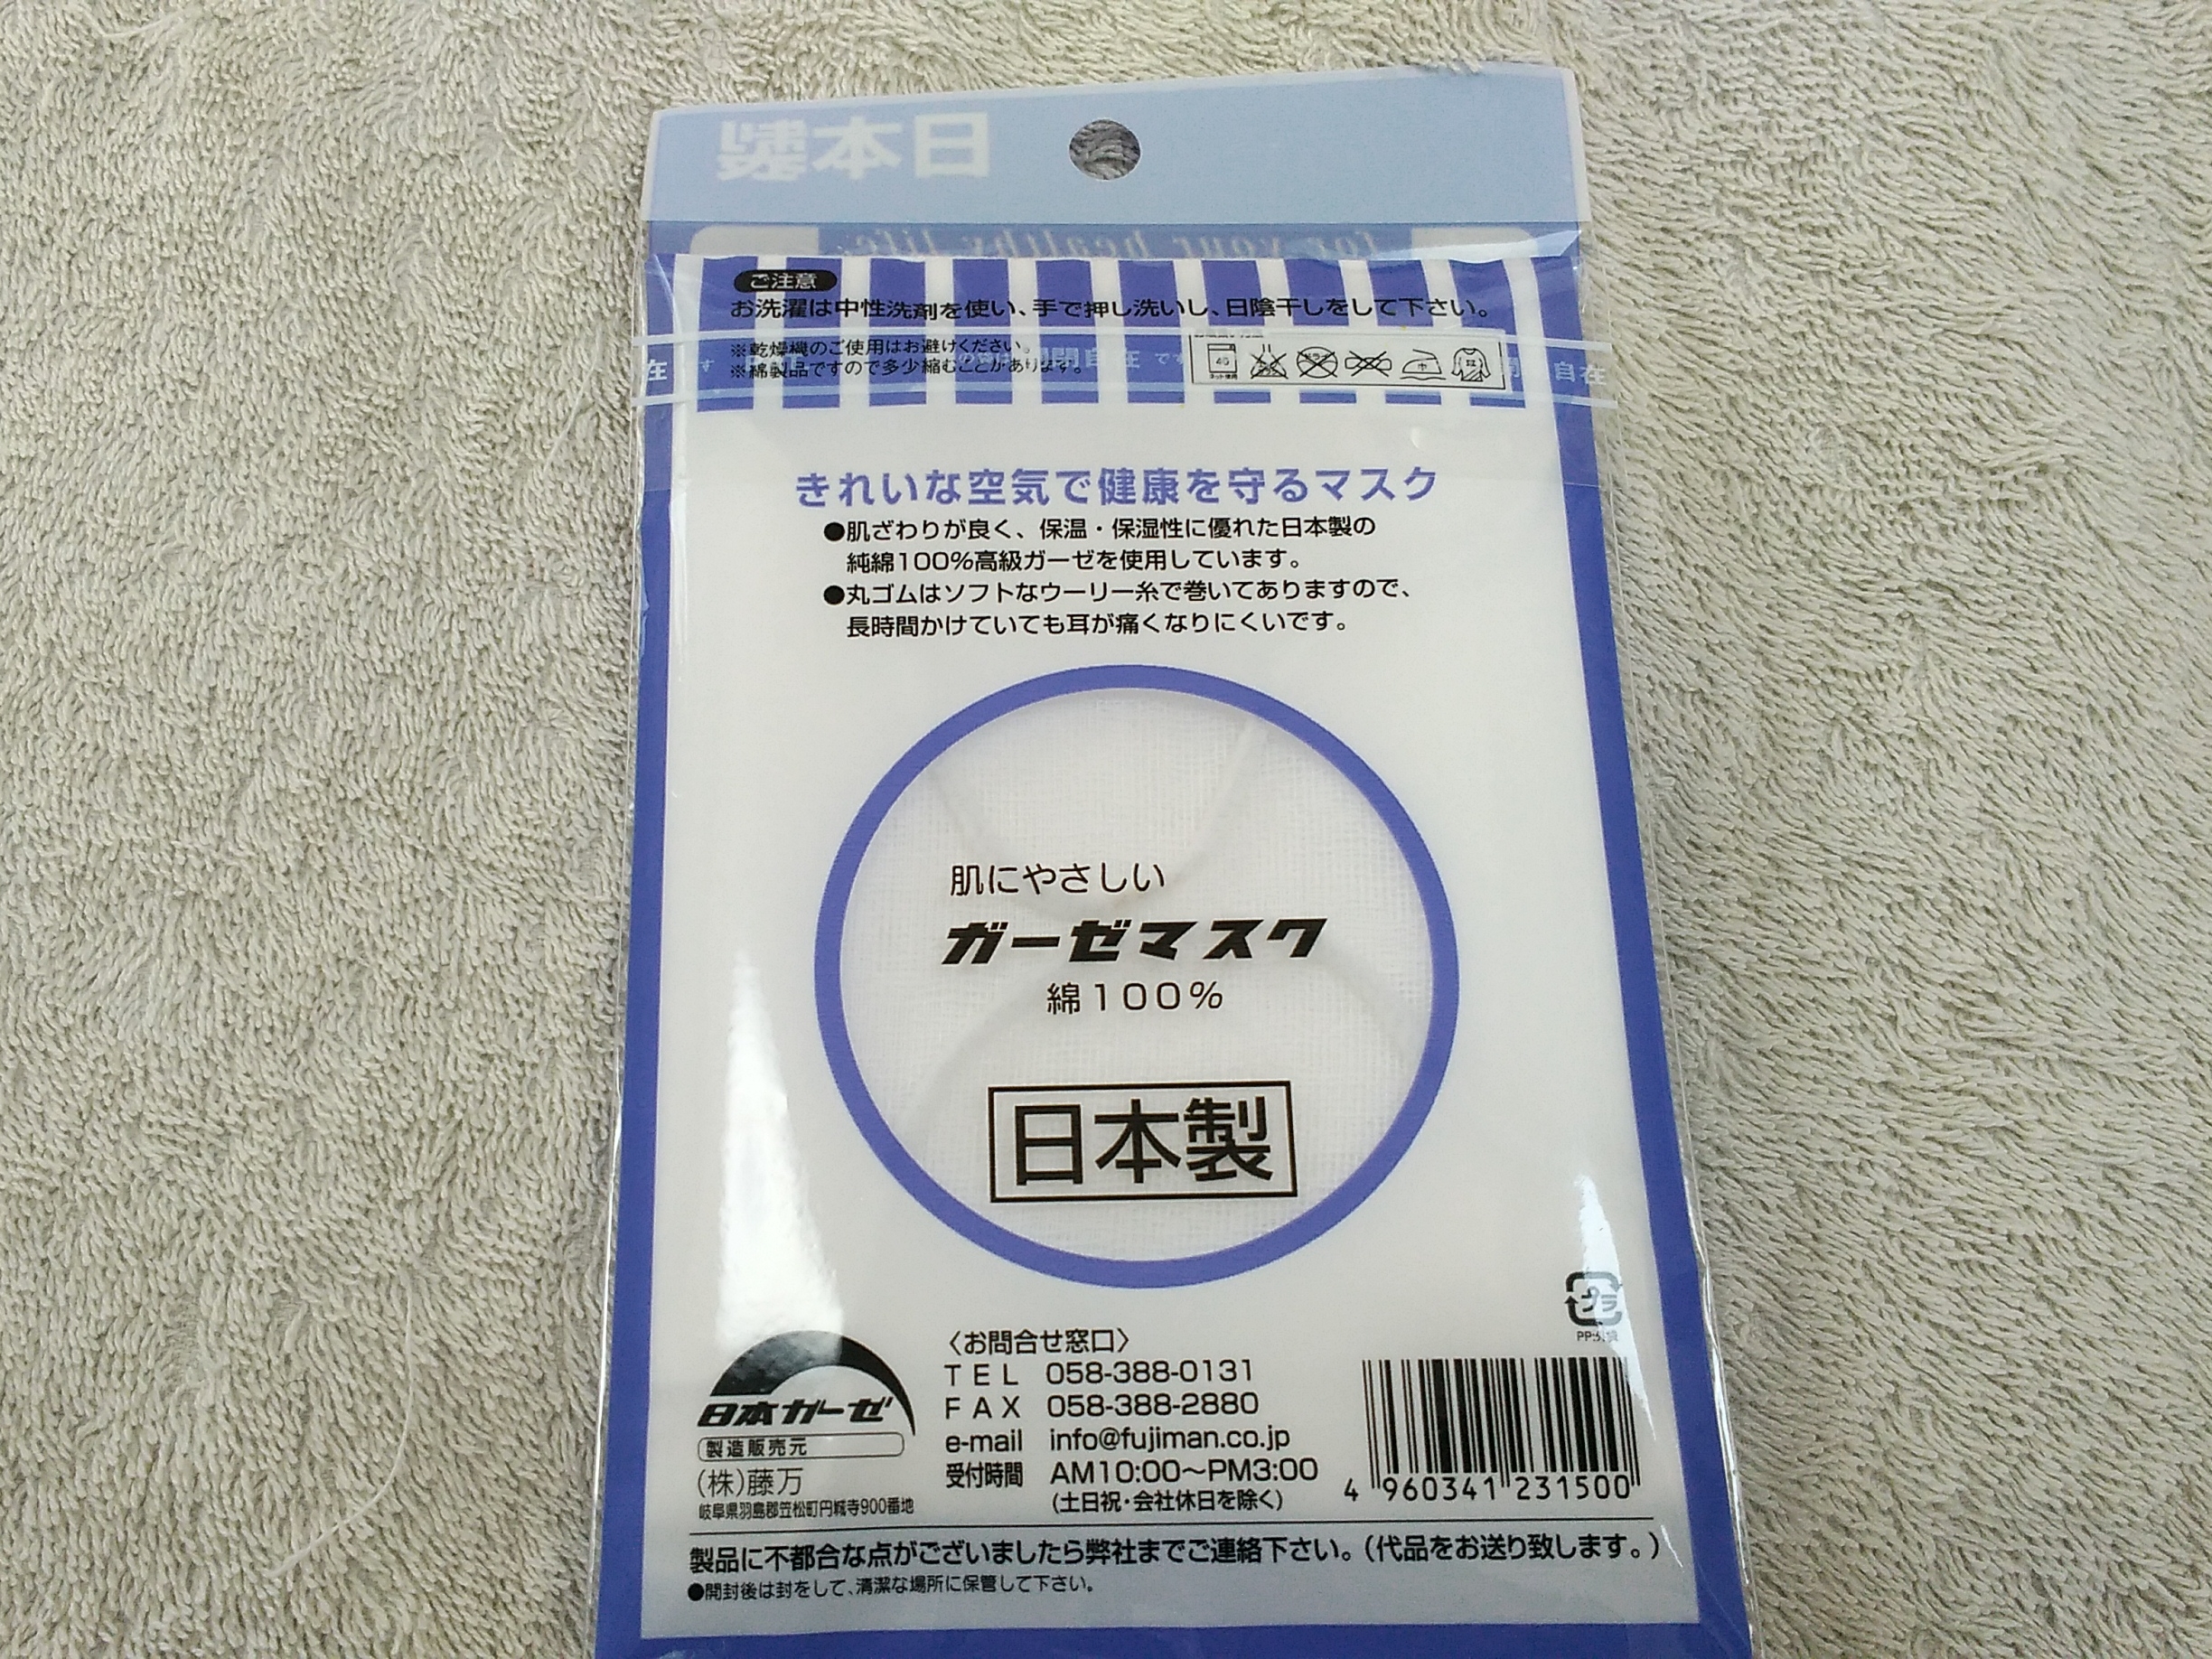 日本製
for your healthy life
ご注意
お洗濯は中性洗剤を使い、手で押し洗いし、日陰干しをして下さい。
※乾燥機のご使用はお避けください。
※綿製品ですので多少縮むことがあります。
自在
きれいな空気で健康を守るマスク
●肌ざわりが良く、保温・保湿性に優れた日本製の
純綿100%高級ガーゼを使用しています。
●丸ゴムはソフトなウーリー糸で巻いてありますので、
長時間かけていても耳が痛くなりにくいです。
肌にやさしい
ガーゼマスク
綿100%
日本製
プラ
〈お問合せ窓口〉
TEL 058-388-0131
FAX 058-388-2880
e-mail info@fujiman.co.jp
受付時間 AM10:00〜PM3:00
(土日祝・会社休日を除く)
日本ガーゼ
製造販売元
(株)藤万
岐阜県羽島郡笠松町円城寺900番地
4 960341 231500
製品に不都合な点がございましたら弊社までご連絡下さい。(代品をお送り致します。)
●開封後は封をして、清潔な場所に保管して下さい。